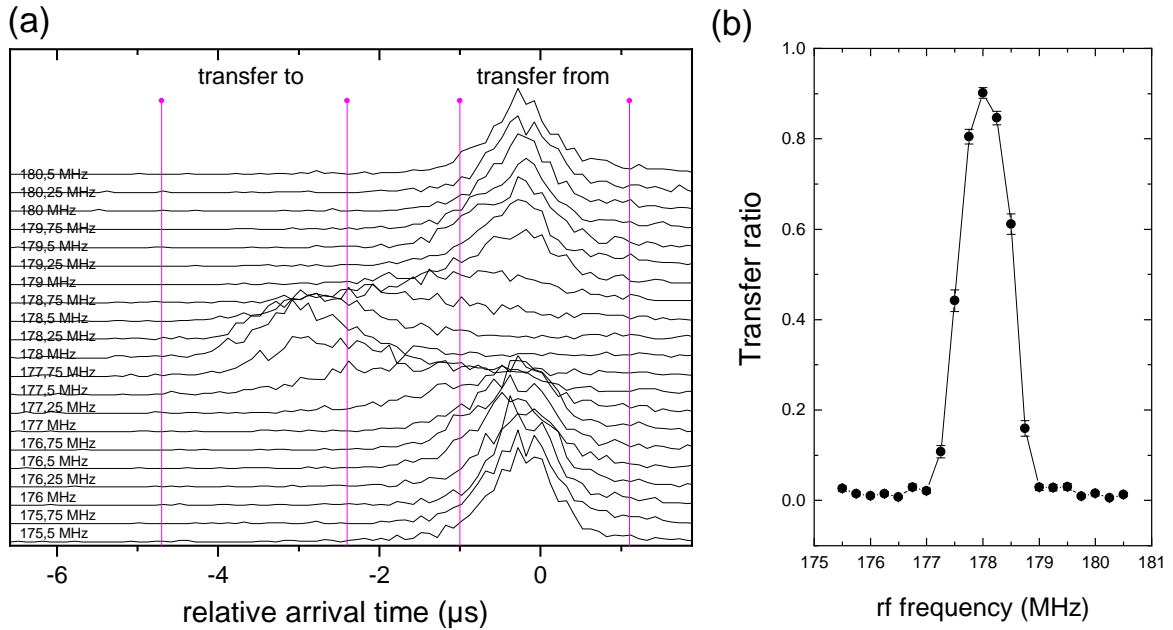 (a)
transfer to
transfer from
180,5 MHz
180,25 MHz
180 MHz
179,75 MHz
179,5 MHz
179,25 MHz
179 MHz
178,75 MHz
178,5 MHz
178,25 MHz
178 MHz
177,75 MHz
177,5 MHz
177,25 MHz
177 MHz
176,75 MHz
176,5 MHz
176,25 MHz
176 MHz
175,75 MHz
175,5 MHz
-6 -4 -2 0
relative arrival time (µs)
(b)
1.0
0.8
0.6
0.4
0.2
0.0
Transfer ratio
175 176 177 178 179 180 181
rf frequency (MHz)